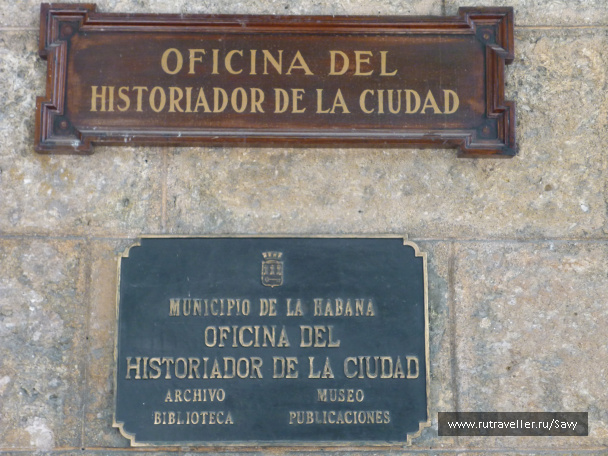 OFICINA DEL
HISTORIADOR DE LA CIUDAD
MUNICIPIO DE LA HABANA
OFICINA DEL
HISTORIADOR DE LA CIUDAD
ARCHIVO MUSEO
BIBLIOTECA PUBLICACIONES
www.rutraveller.ru/Savy